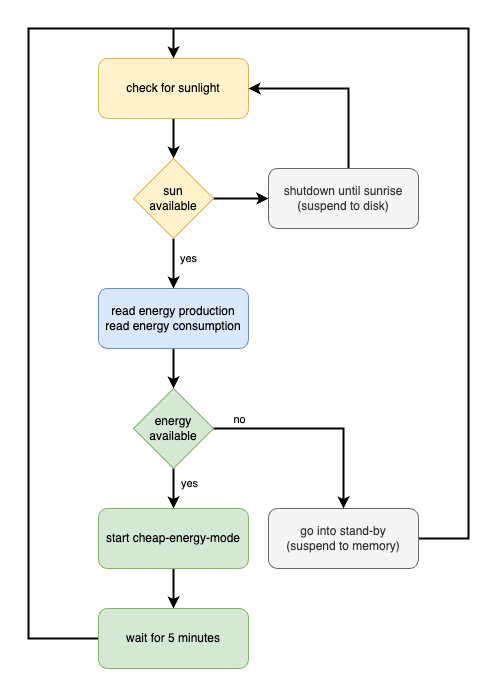 check for sunlight
sun
available
shutdown until sunrise
(suspend to disk)
yes
read energy production
read energy consumption
energy
available
no
yes
start cheap-energy-mode
go into stand-by
(suspend to memory)
wait for 5 minutes